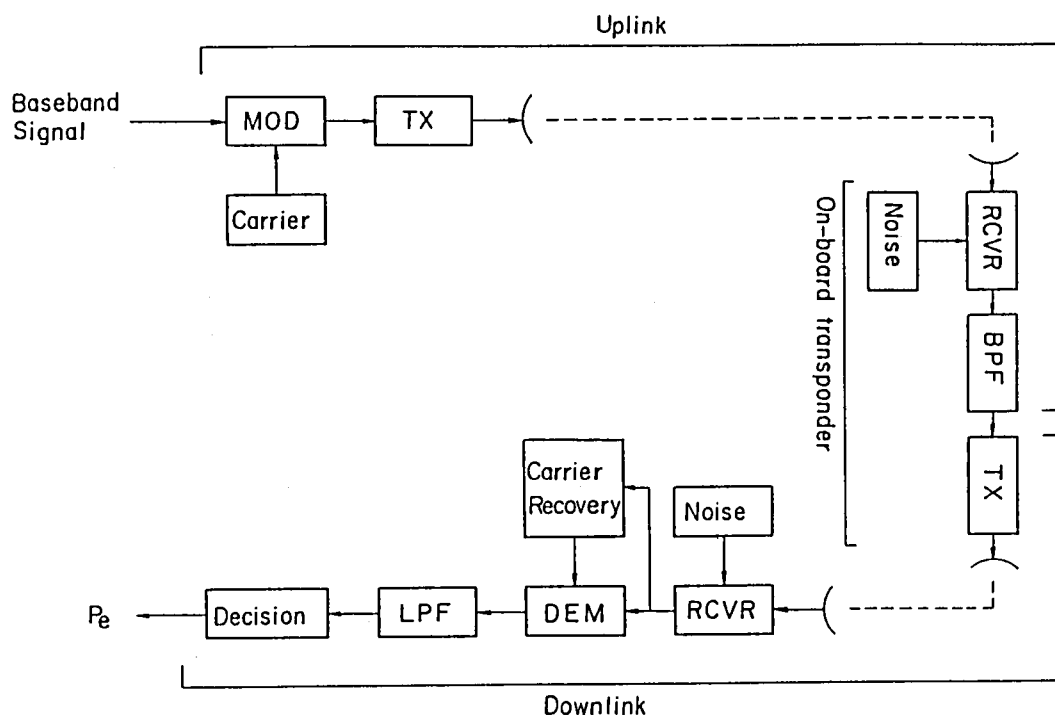 Uplink
Baseband
Signal
MOD
TX
Carrier
On-board transponder
Noise
RCVR
BPF
TX
Carrier
Recovery
Noise
Pe
Decision
LPF
DEM
RCVR
Downlink